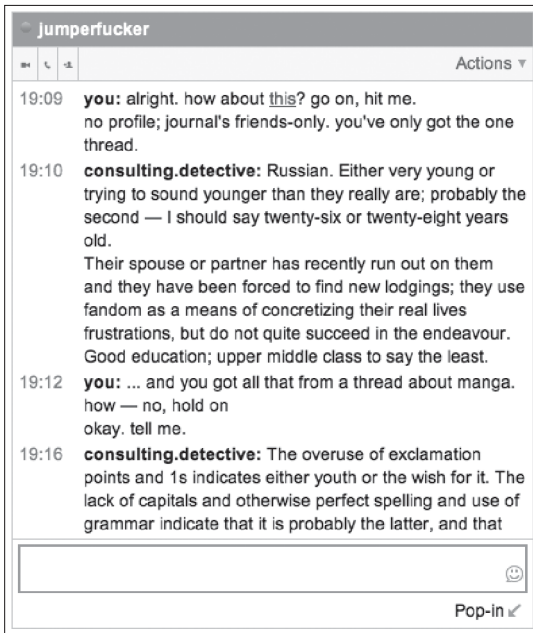 jumperfucker
Actions
19:09 you: alright. how about this? go on, hit me.
no profile; journal's friends-only. you've only got the one
thread.
19:10 consulting.detective: Russian. Either very young or
trying to sound younger than they really are; probably the
second — I should say twenty-six or twenty-eight years
old.
Their spouse or partner has recently run out on them
and they have been forced to find new lodgings; they use
fandom as a means of concretizing their real lives
frustrations, but do not quite succeed in the endeavour.
Good education; upper middle class to say the least.
19:12 you: ... and you got all that from a thread about manga.
how — no, hold on
okay. tell me.
19:16 consulting.detective: The overuse of exclamation
points and 1s indicates either youth or the wish for it. The
lack of capitals and otherwise perfect spelling and use of
grammar indicate that it is probably the latter, and that
Pop-in